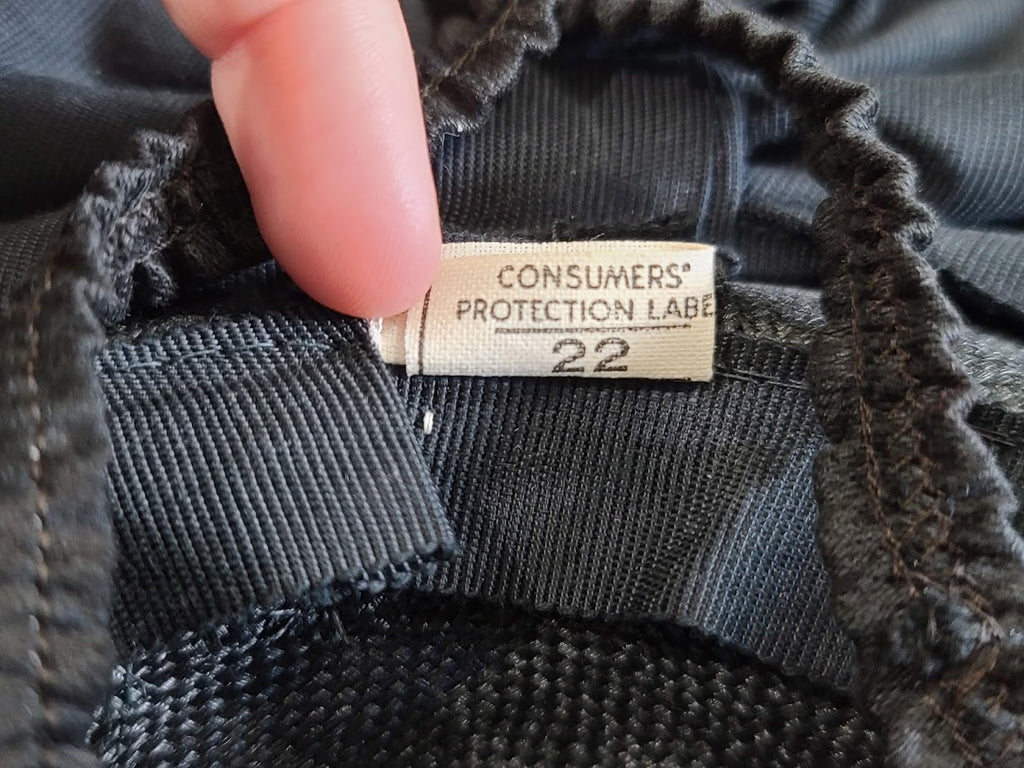 CONSUMERS'
PROTECTION LABE
22